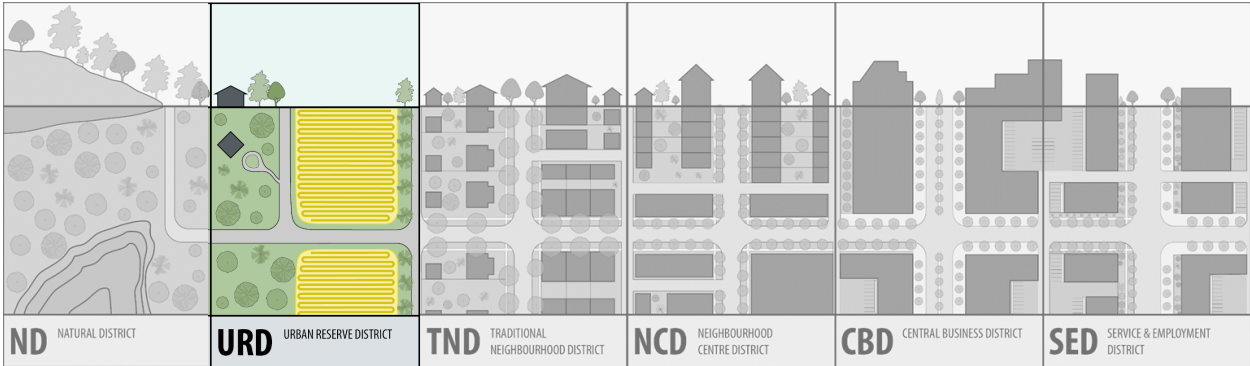 ND NATURAL DISTRICT
URD URBAN RESERVE DISTRICT
TND TRADITIONAL
NEIGHBOURHOOD DISTRICT
NCD NEIGHBOURHOOD
CENTRE DISTRICT
CBD CENTRAL BUSINESS DISTRICT
SED SERVICE & EMPLOYMENT
DISTRICT